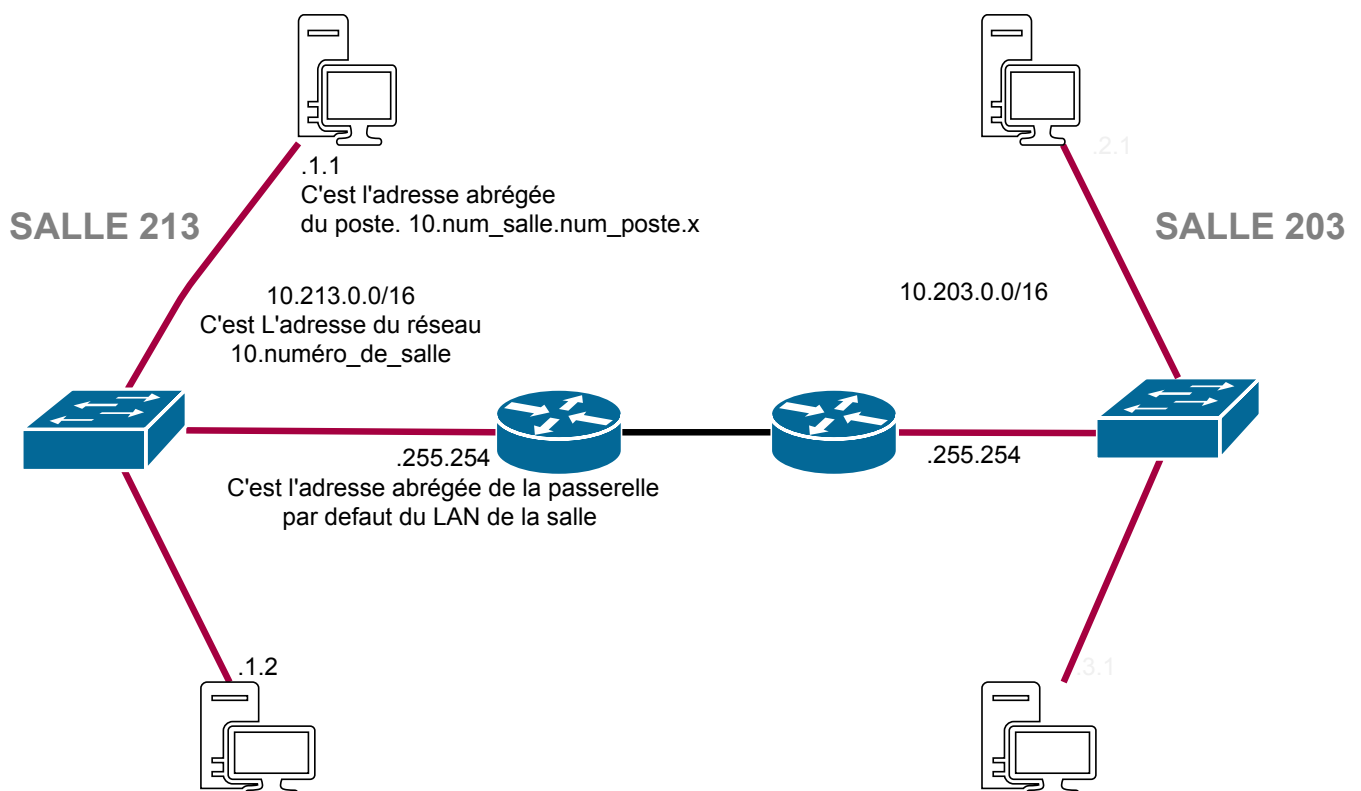 .1.1
C'est l'adresse abrégée
du poste. 10.num_salle.num_poste.x
.2.1
SALLE 213
SALLE 203
10.213.0.0/16
C'est L'adresse du réseau
10.numéro_de_salle
10.203.0.0/16
.255.254
C'est l'adresse abrégée de la passerelle
par defaut du LAN de la salle
.255.254
.1.2
.3.1